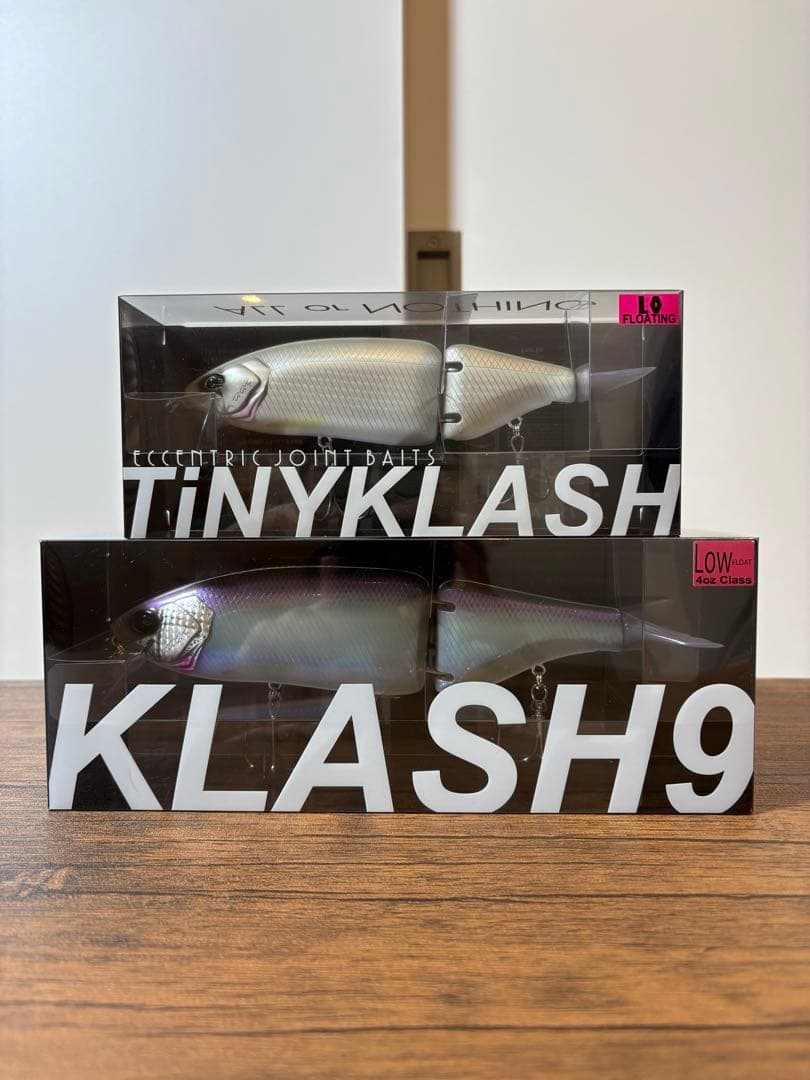 ALL or NOTHING
LO
FLOATING
ECCENTRIC JOINT BAITS
TiNYKLASH
LOW FLOAT
4oz Class
KLASH9